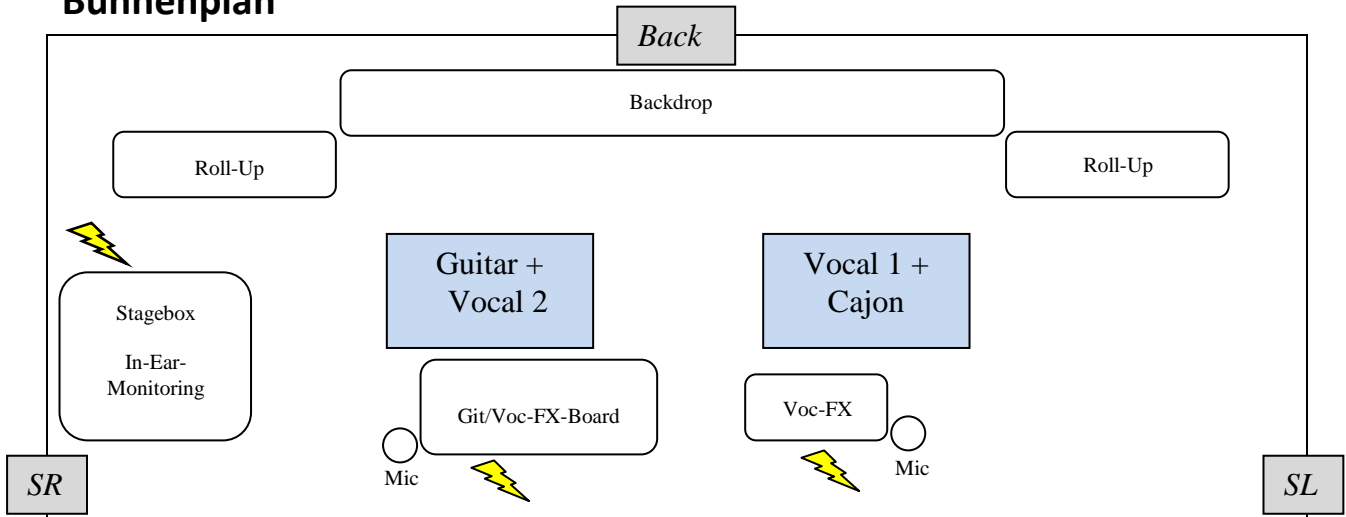 Bühnenplan
Back
Backdrop
Roll-Up
Roll-Up
Guitar +
Vocal 2
Vocal 1 +
Cajon
Stagebox
In-Ear-
Monitoring
Git/Voc-FX-Board
Voc-FX
Mic
Mic
SR
SL